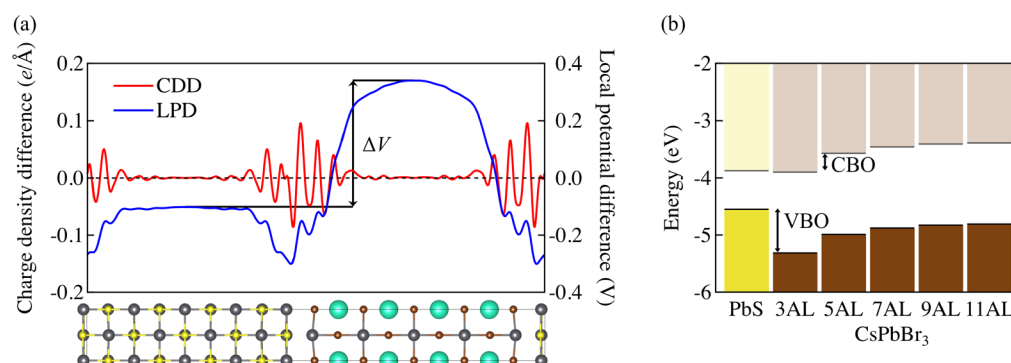 (a)
Charge density difference (e/Å)
0.2
0.1
0.0
-0.1
-0.2
CDD
LPD
ΔV
0.4
0.2
0.0
-0.2
-0.4
Local potential difference (V)
(b)
Energy (eV)
-2
-3
-4
-5
-6
CBO
VBO
PbS 3AL 5AL 7AL 9AL 11AL
CsPbBr₃